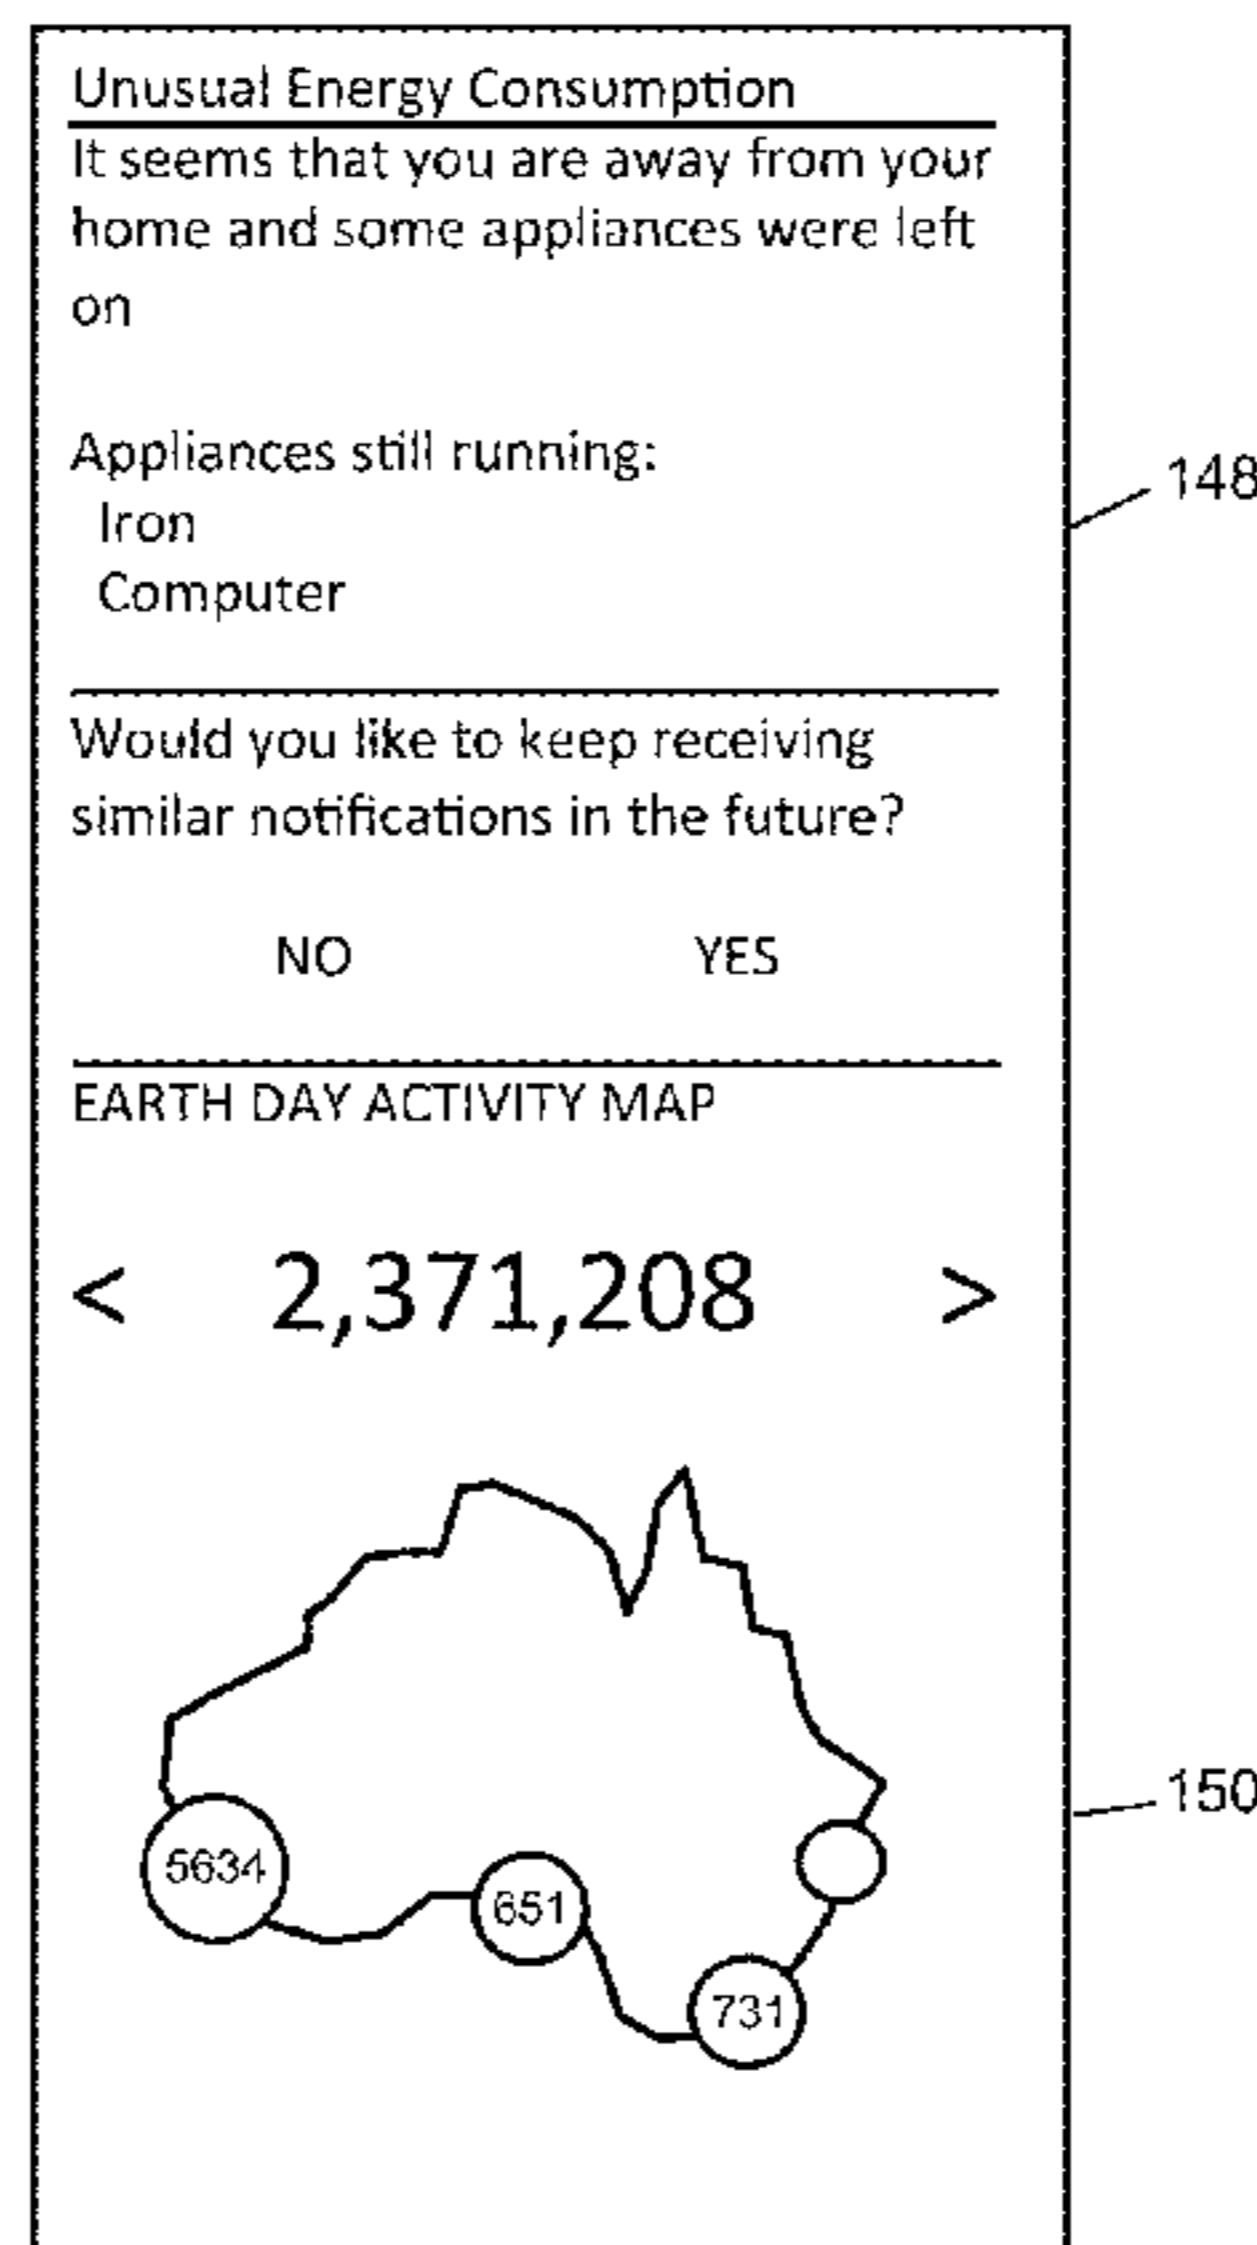 Unusual Energy Consumption
It seems that you are away from your
home and some appliances were left
on
Appliances still running:
Iron
Computer
148
Would you like to keep receiving
similar notifications in the future?
NO YES
EARTH DAY ACTIVITY MAP
< 2,371,208 >
150
5634
651
731